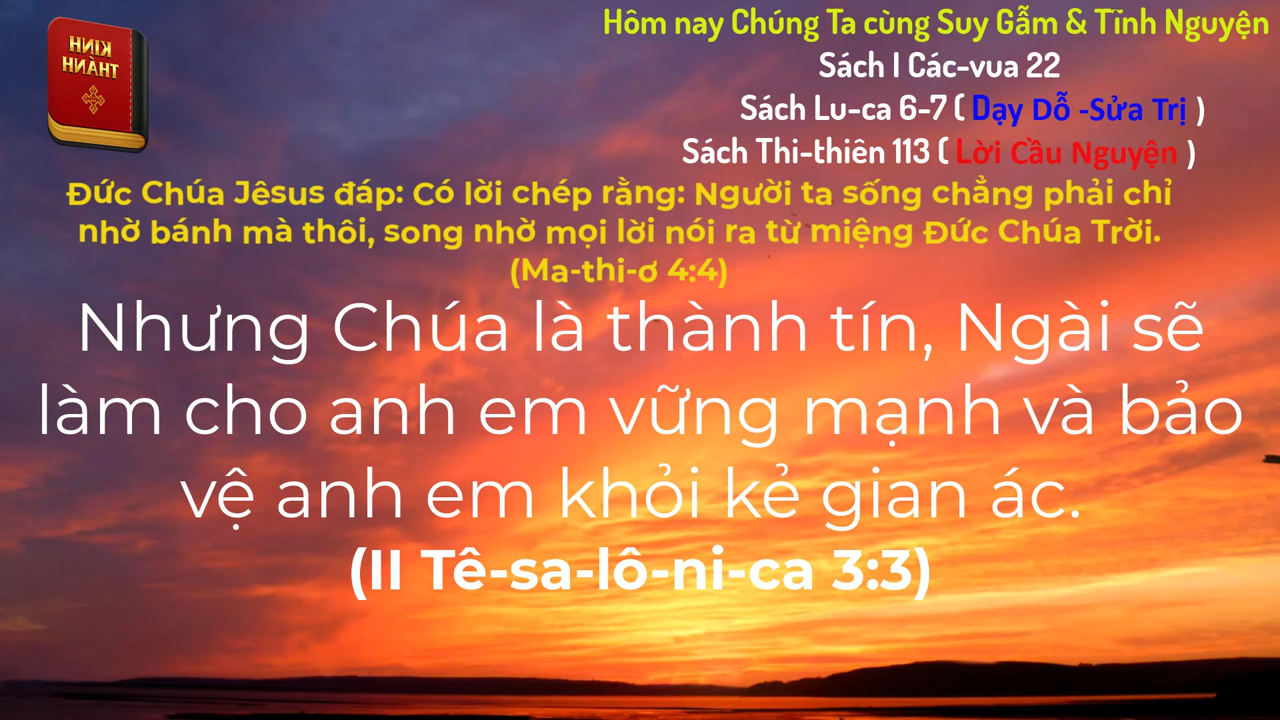 KINH
THÀNH
Hôm nay Chúng Ta cùng Suy Gẫm & Tĩnh Nguyện
Sách I Các-vua 22
Sách Lu-ca 6-7 ( Dạy Dỗ -Sửa Trị )
Sách Thi-thiên 113 ( Lời Cầu Nguyện )
Đức Chúa Jêsus đáp: Có lời chép rằng: Người ta sống chẳng phải chỉ
nhờ bánh mà thôi, song nhờ mọi lời nói ra từ miệng Đức Chúa Trời.
(Ma-thi-ơ 4:4)
Nhưng Chúa là thành tín, Ngài sẽ
làm cho anh em vững mạnh và bảo
vệ anh em khỏi kẻ gian ác.
(II Tê-sa-lô-ni-ca 3:3)